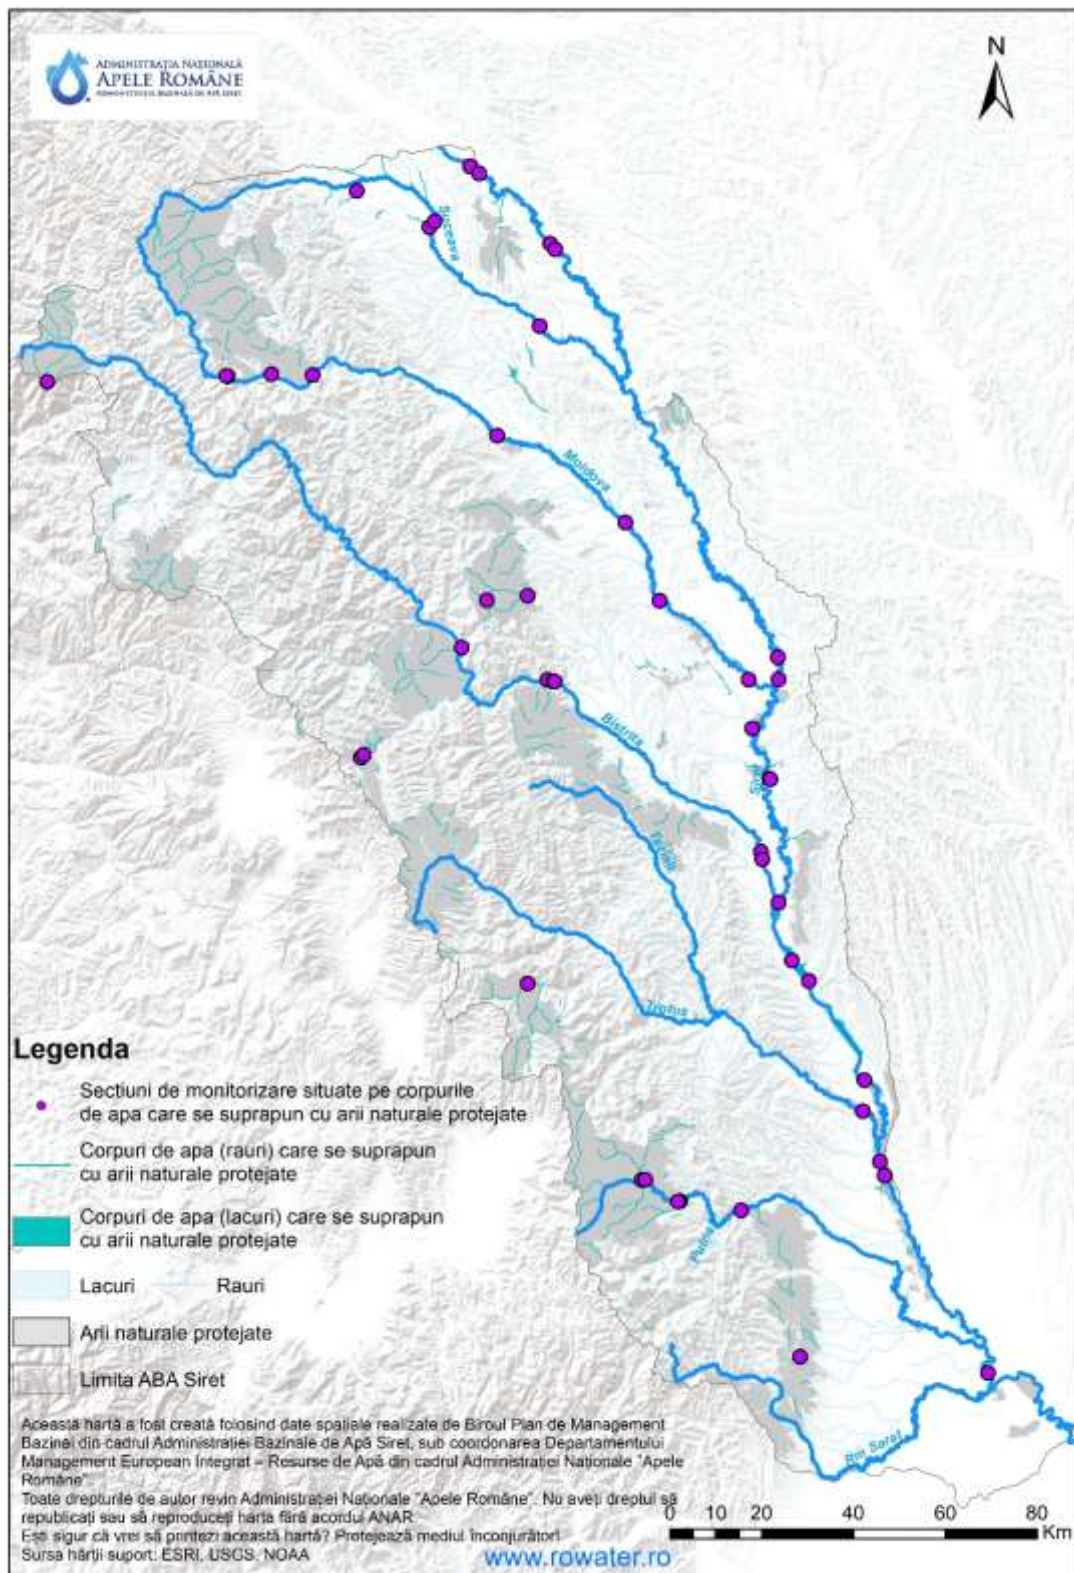 ADMINISTRAȚIA NAȚIONALĂ
APELE ROMÂNE
ADMINISTRAȚIA BAZINALĂ DE APĂ SIRET
N
Suceava
Moldova
Bistrita
Siret
Tazlau
Trotus
Putna
Rm Sarat
Legenda
Sectiuni de monitorizare situate pe corpurile
de apa care se suprapun cu arii naturale protejate
Corpuri de apa (rauri) care se suprapun
cu arii naturale protejate
Corpuri de apa (lacuri) care se suprapun
cu arii naturale protejate
Lacuri Rauri
Arii naturale protejate
Limita ABA Siret
Această hartă a fost creată folosind date spațiale realizate de Biroul Plan de Management
Bazinal din cadrul Administrației Bazinale de Apă Siret, sub coordonarea Departamentului
Management European Integrat – Resurse de Apă din cadrul Administrației Naționale "Apele
Române".
Toate drepturile de autor revin Administrației Naționale "Apele Române". Nu aveți dreptul să
republicați sau să reproduceți harta fără acordul ANAR.
Ești sigur că vrei să printezi această hartă? Protejează mediul înconjurător!
Sursa hărții suport: ESRI, USGS, NOAA
www.rowater.ro
0 10 20 40 60 80
Km